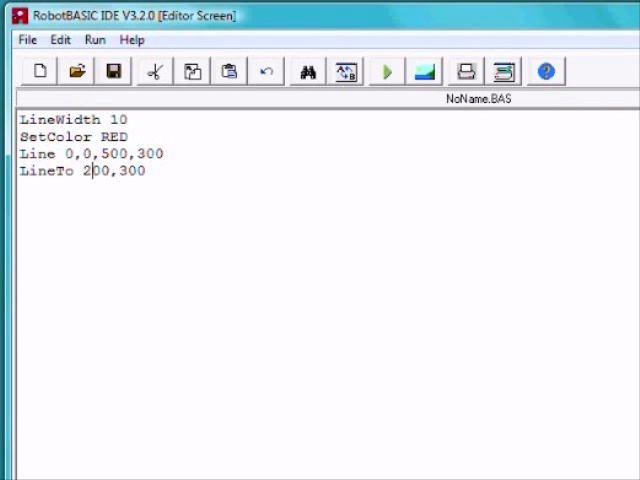 RobotBASIC IDE V3.2.0 [Editor Screen]
File Edit Run Help
NoName.BAS
LineWidth 10
SetColor RED
Line 0,0,500,300
LineTo 200,300